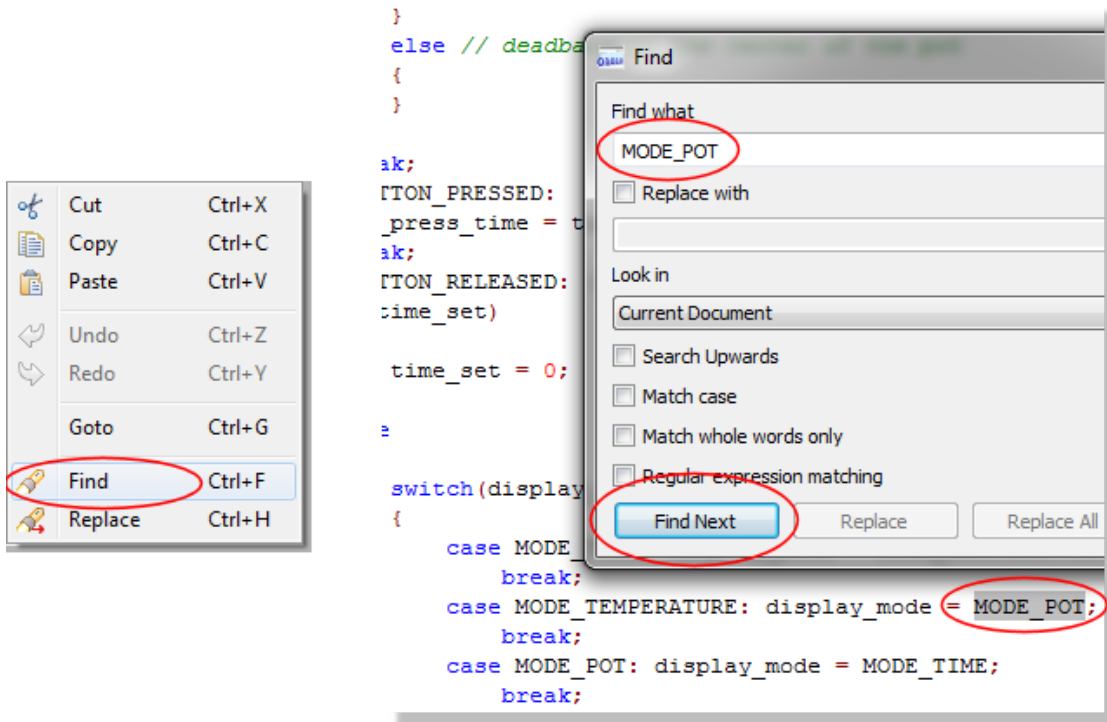 Cut Ctrl+X
Copy Ctrl+C
Paste Ctrl+V
Undo Ctrl+Z
Redo Ctrl+Y
Goto Ctrl+G
Find Ctrl+F
Replace Ctrl+H
}
else // deadba
{
}
ak;
TTON_PRESSED:
_press_time = t
ak;
TTON_RELEASED:
time_set)
time_set = 0;
e
switch(display
{
case MODE_
break;
case MODE_TEMPERATURE: display_mode = MODE_POT;
break;
case MODE_POT: display_mode = MODE_TIME;
break;
Find
Find what
MODE_POT
Replace with
Look in
Current Document
Search Upwards
Match case
Match whole words only
Regular expression matching
Find Next Replace Replace All